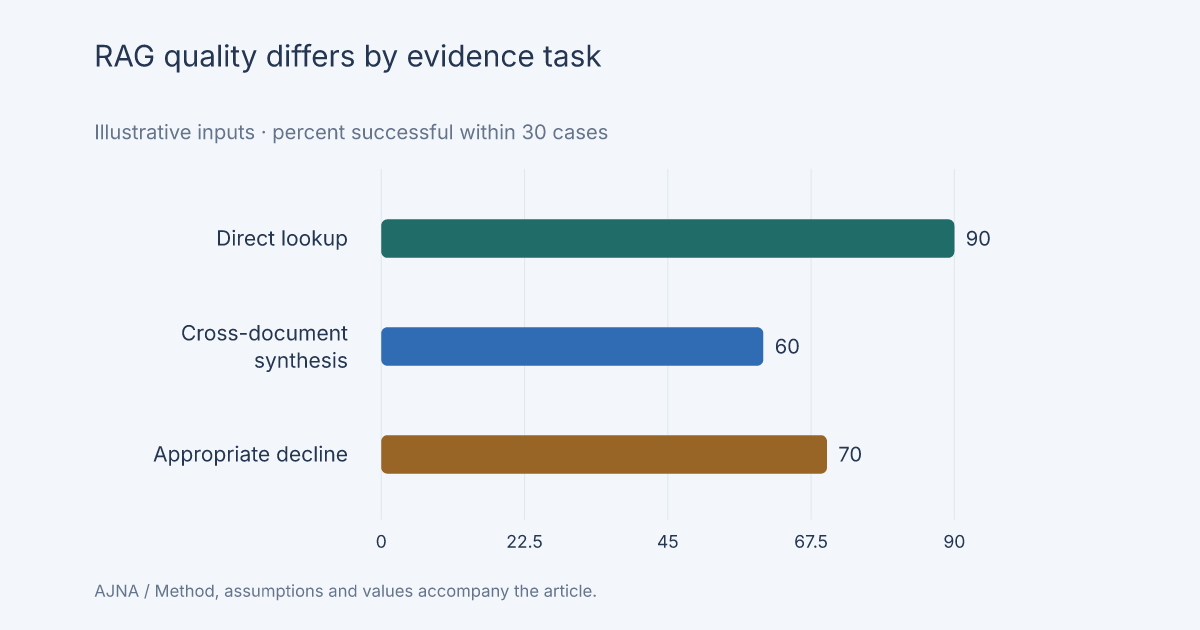 RAG quality differs by evidence task
Illustrative inputs · percent successful within 30 cases
Direct lookup
90
Cross-document
synthesis
60
Appropriate decline
70
0
22.5
45
67.5
90
AJNA / Method, assumptions and values accompany the article.